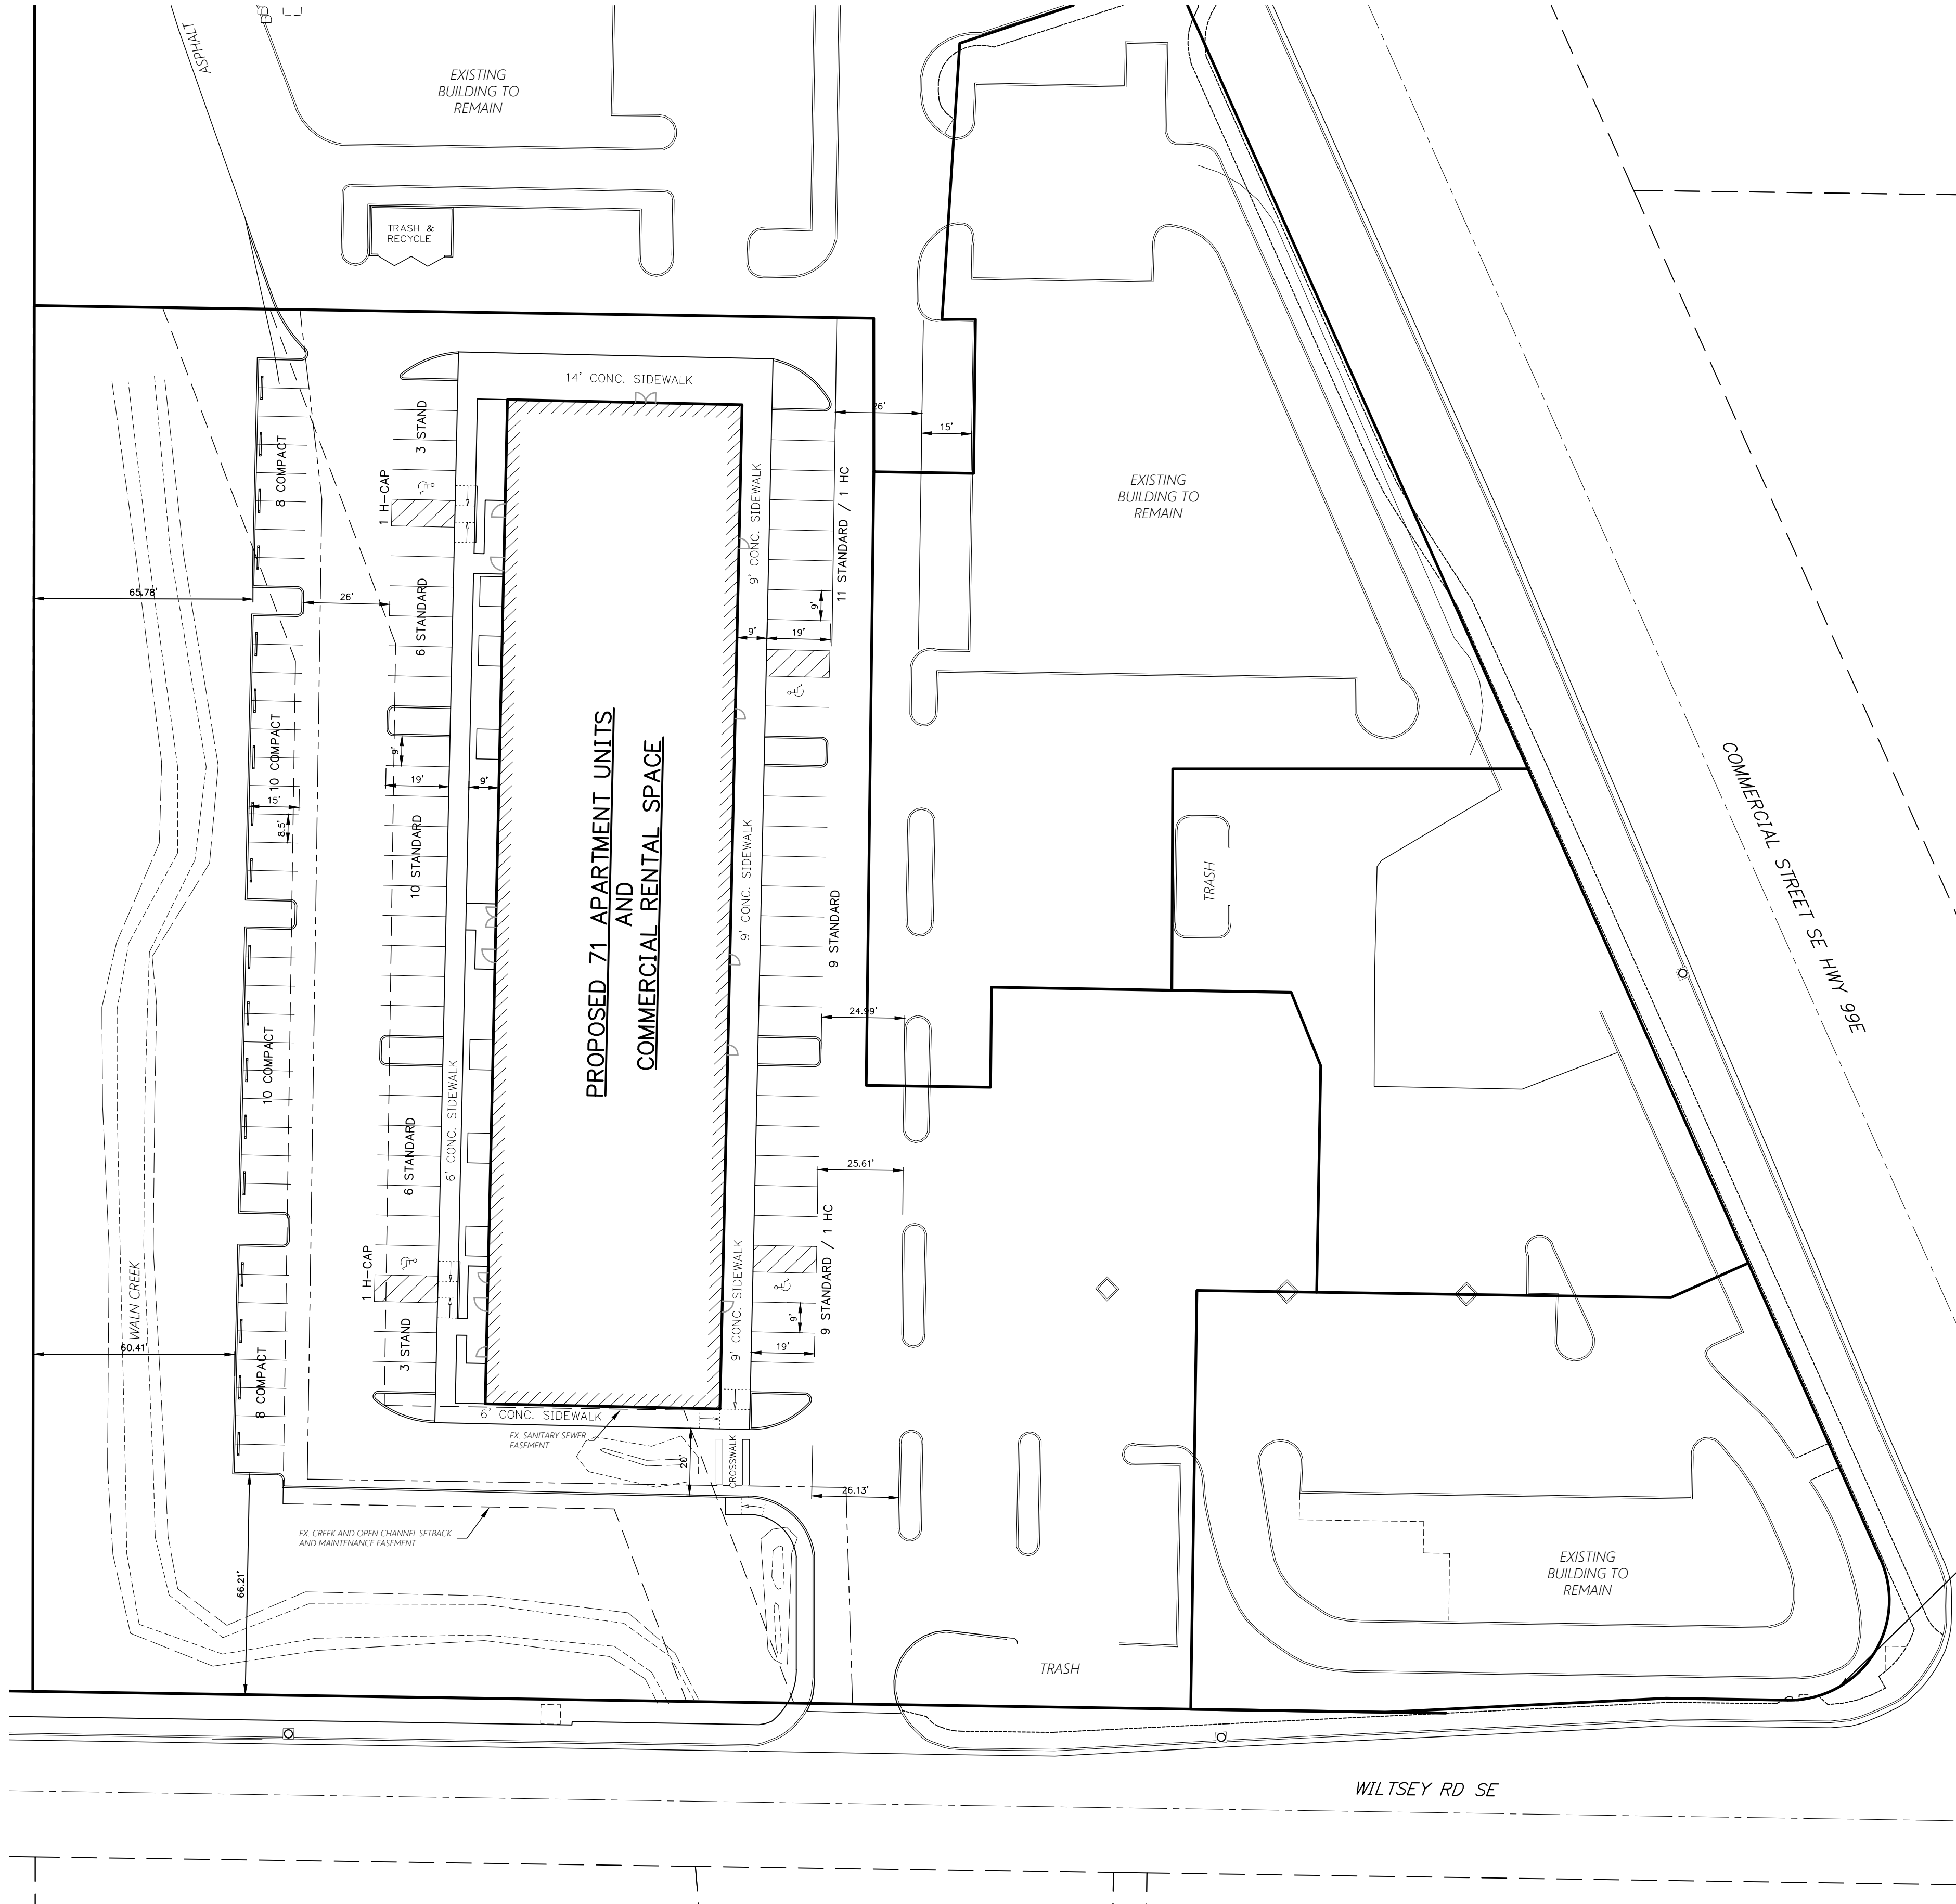 ASPHALT
EXISTING
BUILDING TO
REMAIN
TRASH &
RECYCLE
14' CONC. SIDEWALK
3 STAND
8 COMPACT
1 H-CAP
26'
15'
9' CONC. SIDEWALK
11 STANDARD / 1 HC
EXISTING
BUILDING TO
REMAIN
65.78'
26'
6 STANDARD
9'
9'
19'
10 COMPACT
9'
19'
9'
15'
8.5'
PROPOSED 71 APARTMENT UNITS
AND
COMMERCIAL RENTAL SPACE
10 STANDARD
9' CONC. SIDEWALK
9 STANDARD
TRASH
COMMERCIAL STREET SE HWY 99E
24.99'
10 COMPACT
6' CONC. SIDEWALK
6 STANDARD
25.61'
1 H-CAP
9' CONC. SIDEWALK
9 STANDARD / 1 HC
9'
19'
WALN CREEK
60.41'
3 STAND
8 COMPACT
6' CONC. SIDEWALK
EX. SANITARY SEWER
EASEMENT
20'
CROSSWALK
26.13'
EX. CREEK AND OPEN CHANNEL SETBACK
AND MAINTENANCE EASEMENT
66.21'
EXISTING
BUILDING TO
REMAIN
TRASH
WILTSEY RD SE